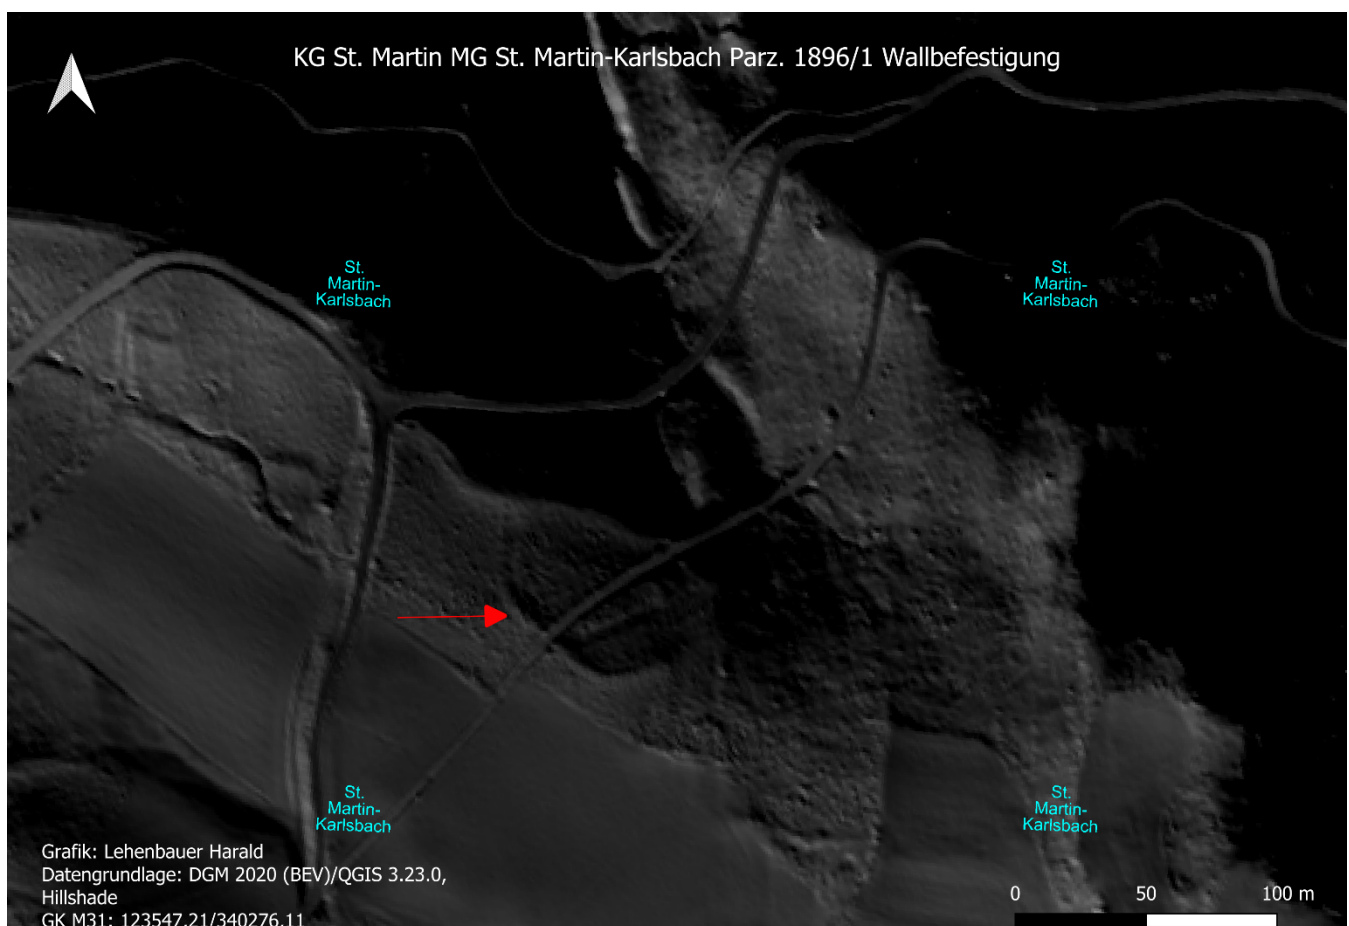 KG St. Martin MG St. Martin-Karlsbach Parz. 1896/1 Wallbefestigung
St.
Martin-
Karlsbach
St.
Martin-
Karlsbach
St.
Martin-
Karlsbach
St.
Martin-
Karlsbach
Grafik: Lehenbauer Harald
Datengrundlage: DGM 2020 (BEV)/QGIS 3.23.0,
Hillshade
GK M31: 123547.21/340276.11
0 50 100 m